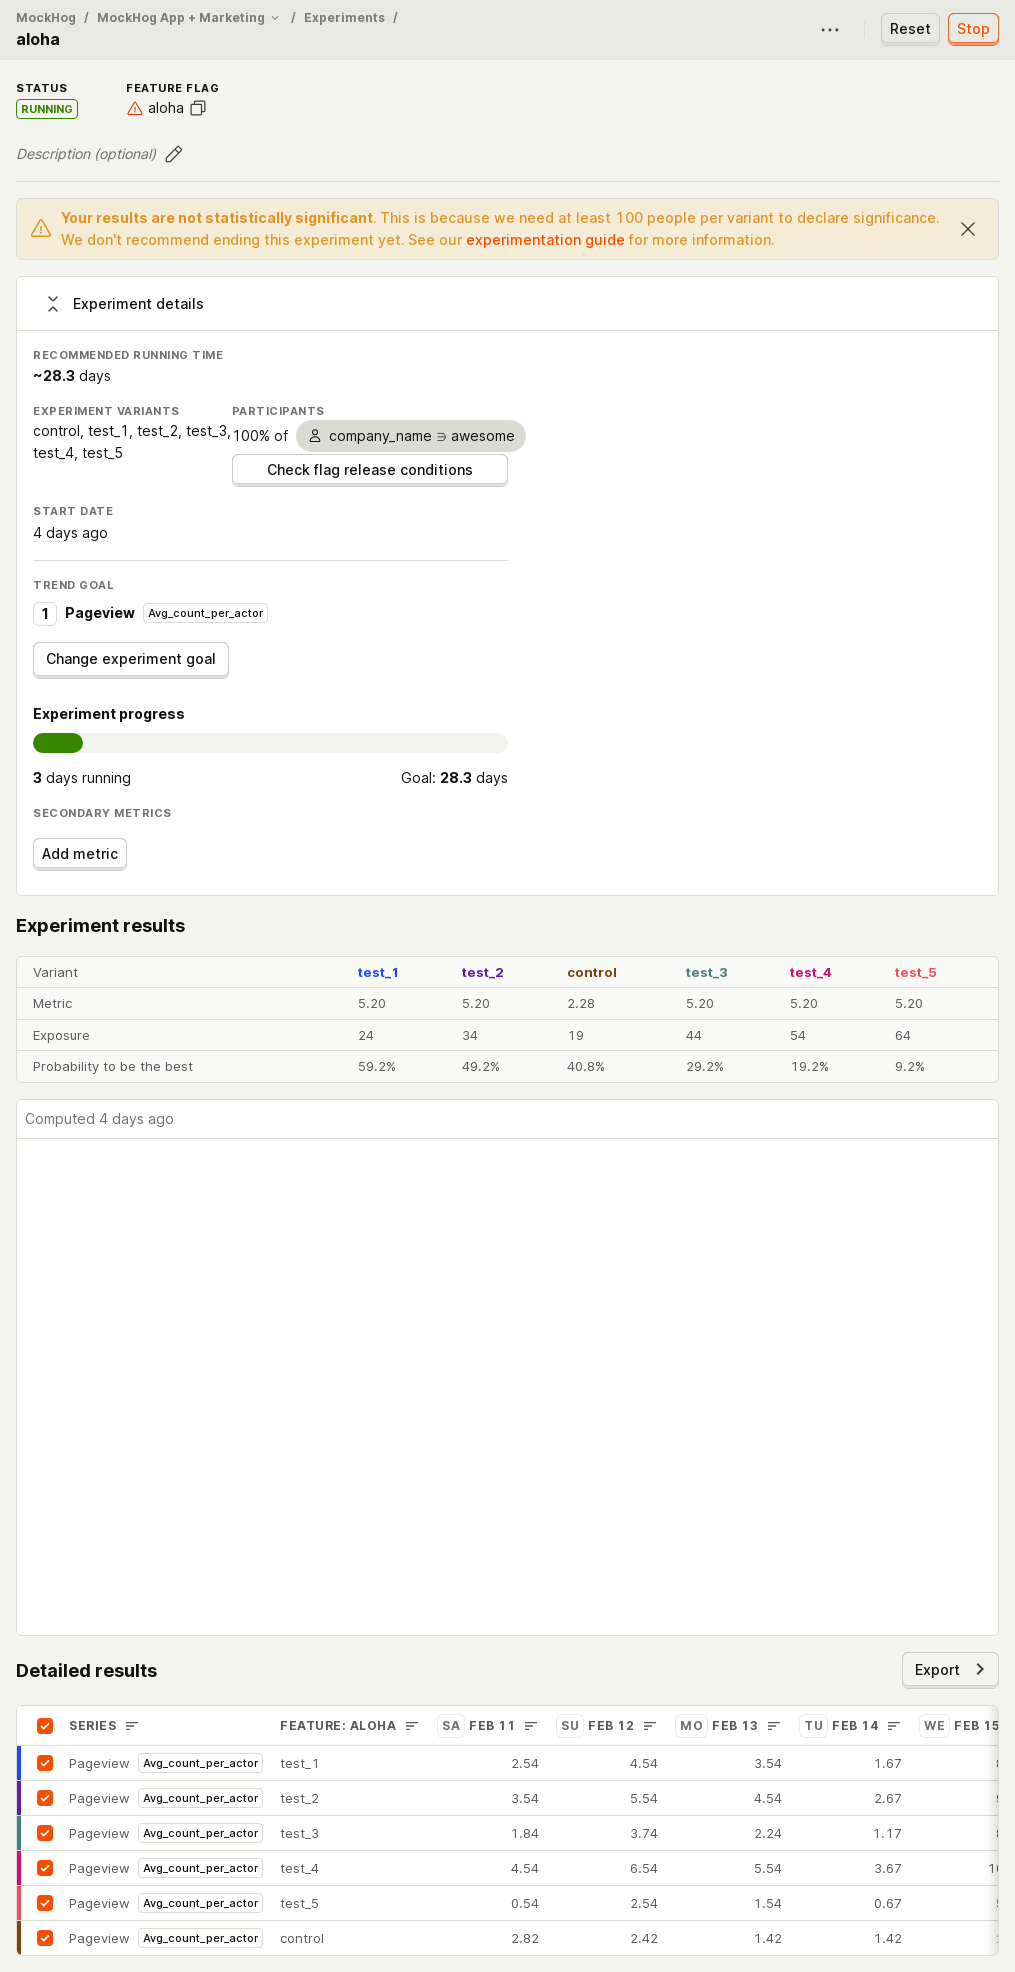 MockHog / MockHog App + Marketing / Experiments /
aloha
Reset
Stop
STATUS
FEATURE FLAG
RUNNING
aloha
Description (optional)
Your results are not statistically significant. This is because we need at least 100 people per variant to declare significance.
We don't recommend ending this experiment yet. See our experimentation guide for more information.
Experiment details
RECOMMENDED RUNNING TIME
~28.3 days
EXPERIMENT VARIANTS
control, test_1, test_2, test_3,
test_4, test_5
PARTICIPANTS
100% of company_name ∋ awesome
Check flag release conditions
START DATE
4 days ago
TREND GOAL
1 Pageview Avg_count_per_actor
Change experiment goal
Experiment progress
3 days running Goal: 28.3 days
SECONDARY METRICS
Add metric
Experiment results
Variant test_1 test_2 control test_3 test_4 test_5
Metric 5.20 5.20 2.28 5.20 5.20 5.20
Exposure 24 34 19 44 54 64
Probability to be the best 59.2% 49.2% 40.8% 29.2% 19.2% 9.2%
Computed 4 days ago
Detailed results
Export
SERIES FEATURE: ALOHA SA FEB 11 SU FEB 12 MO FEB 13 TU FEB 14 WE FEB 15
Pageview Avg_count_per_actor test_1 2.54 4.54 3.54 1.67
Pageview Avg_count_per_actor test_2 3.54 5.54 4.54 2.67
Pageview Avg_count_per_actor test_3 1.84 3.74 2.24 1.17
Pageview Avg_count_per_actor test_4 4.54 6.54 5.54 3.67
Pageview Avg_count_per_actor test_5 0.54 2.54 1.54 0.67
Pageview Avg_count_per_actor control 2.82 2.42 1.42 1.42